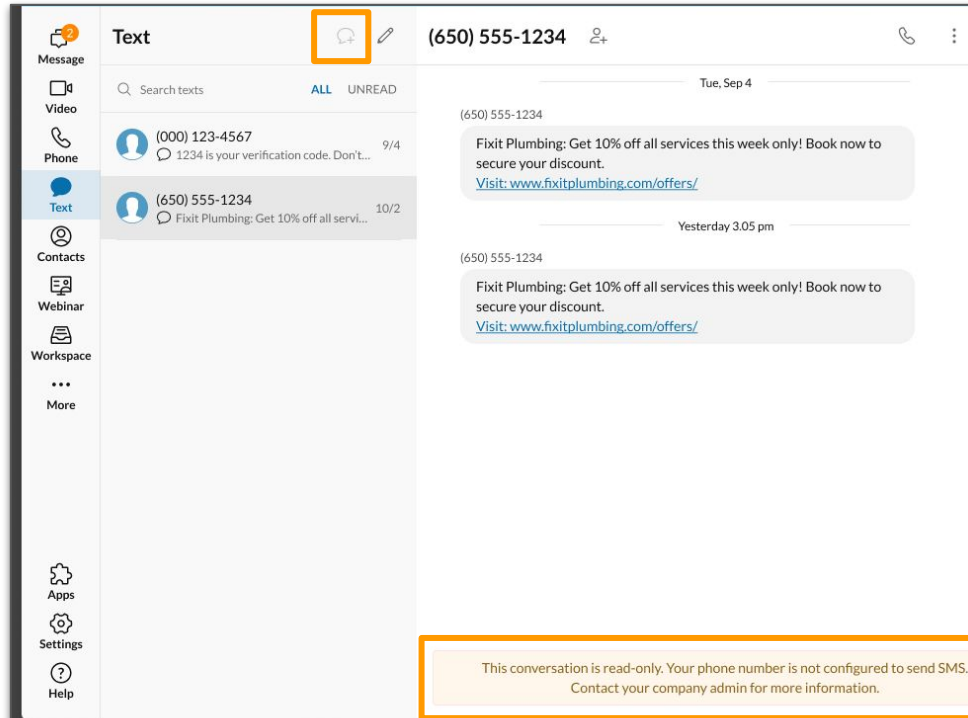 2
Message
Video
Phone
Text
Contacts
Webinar
Workspace
More
Apps
Settings
Help
Text
Search texts ALL UNREAD
(000) 123-4567 9/4
1234 is your verification code. Don't...
(650) 555-1234 10/2
Fixit Plumbing: Get 10% off all servi...
(650) 555-1234
Tue, Sep 4
(650) 555-1234
Fixit Plumbing: Get 10% off all services this week only! Book now to
secure your discount.
Visit: www.fixitplumbing.com/offers/
Yesterday 3.05 pm
(650) 555-1234
Fixit Plumbing: Get 10% off all services this week only! Book now to
secure your discount.
Visit: www.fixitplumbing.com/offers/
This conversation is read-only. Your phone number is not configured to send SMS.
Contact your company admin for more information.